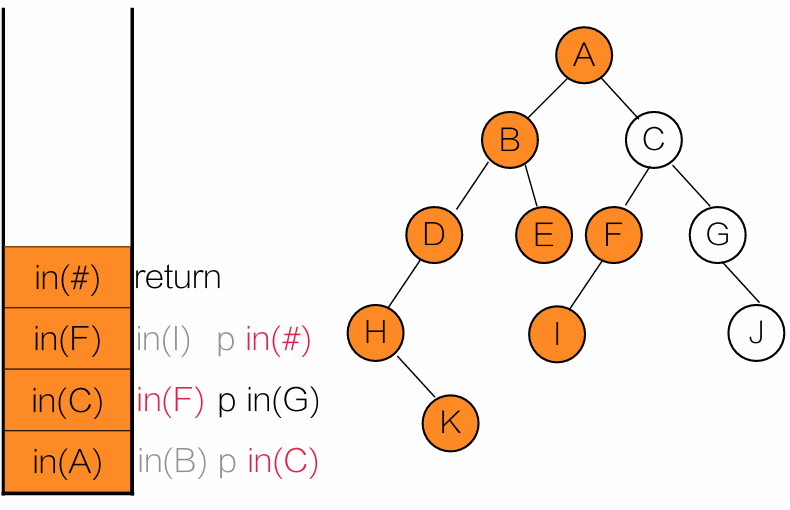 A
B
C
D
E
F
G
H
I
J
K
in(#) return
in(F) in(I) p in(#)
in(C) in(F) p in(G)
in(A) in(B) p in(C)